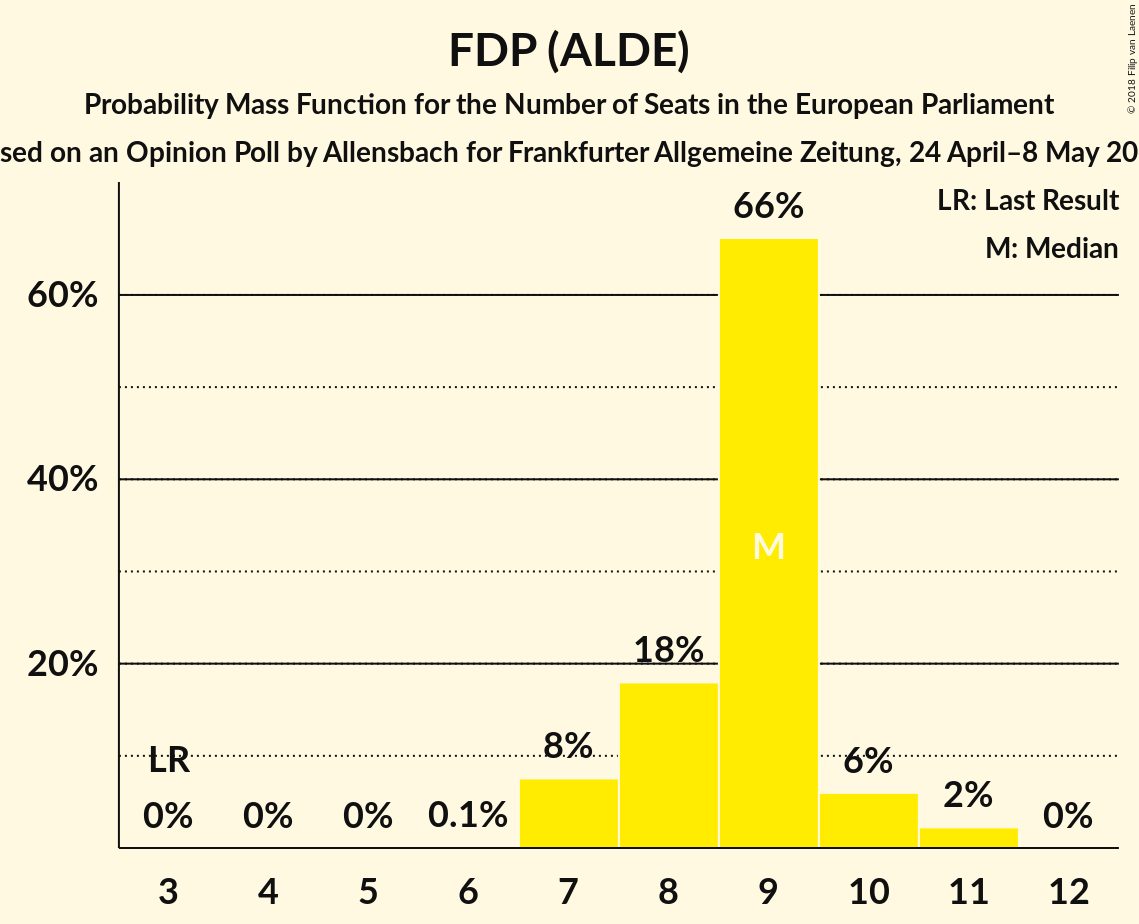 FDP (ALDE)
Probability Mass Function for the Number of Seats in the European Parliament
sed on an Opinion Poll by Allensbach for Frankfurter Allgemeine Zeitung, 24 April–8 May 20
© 2018 Filip van Laenen
LR: Last Result
M: Median
66%
60%
40%
M
20%
18%
8%
LR
6%
2%
0% 0% 0% 0.1% 0%
3 4 5 6 7 8 9 10 11 12